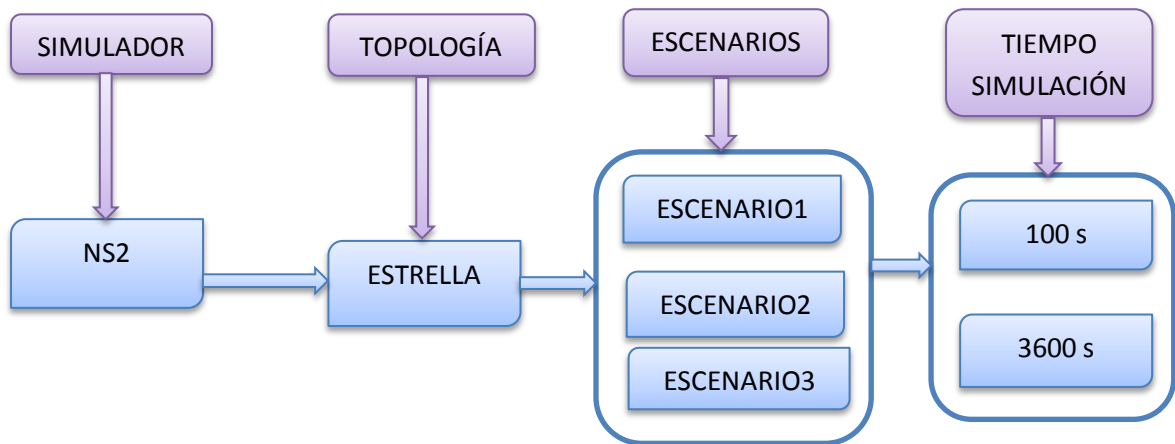 SIMULADOR
TOPOLOGÍA
ESCENARIOS
TIEMPO
SIMULACIÓN
NS2
ESTRELLA
ESCENARIO1
ESCENARIO2
ESCENARIO3
100 s
3600 s